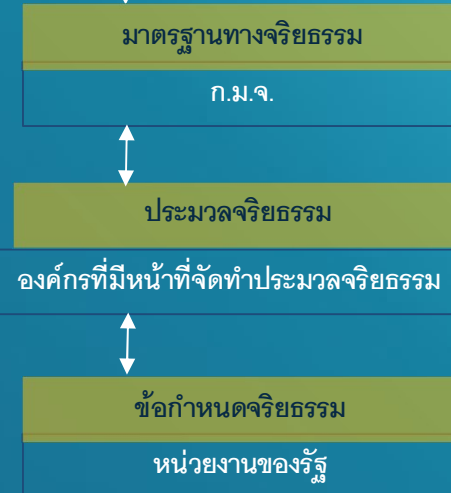 มาตรฐานทางจริยธรรม
ก.ม.จ.
ประมวลจริยธรรม
องค์กรที่มีหน้าที่จัดทำประมวลจริยธรรม
ข้อกำหนดจริยธรรม
หน่วยงานของรัฐ